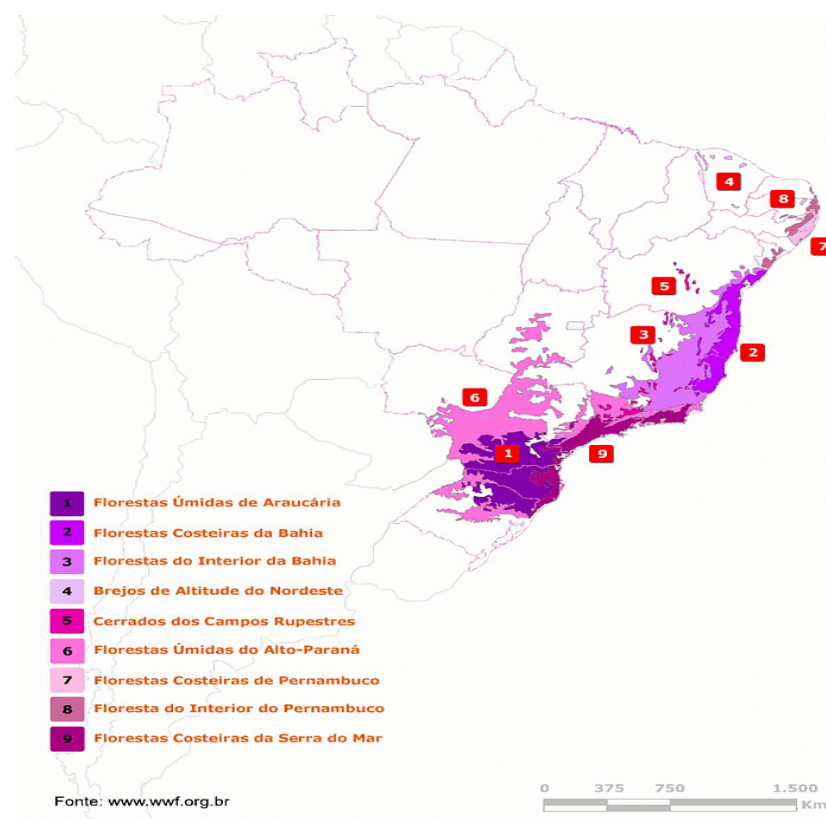 4
8
7
5
3
2
6
1
9
1 Florestas Úmidas de Araucária
2 Florestas Costeiras da Bahia
3 Florestas do Interior da Bahia
4 Brejos de Altitude do Nordeste
5 Cerrados dos Campos Rupestres
6 Florestas Úmidas do Alto-Paraná
7 Florestas Costeiras de Pernambuco
8 Floresta do Interior do Pernambuco
9 Florestas Costeiras da Serra do Mar
0 375 750 1.500
Km
Fonte: www.wwf.org.br